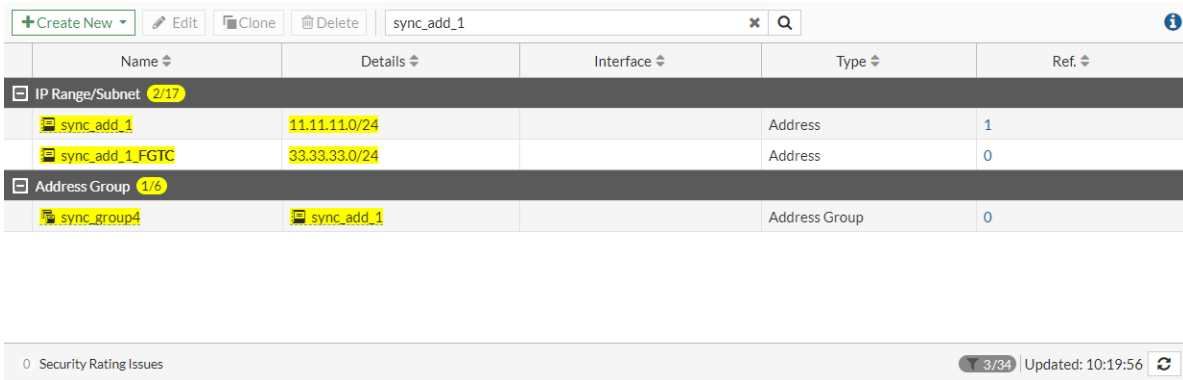 Create New Edit Clone Delete sync_add_1
Name Details Interface Type Ref.
IP Range/Subnet 2/17
sync_add_1 11.11.11.0/24 Address 1
sync_add_1_FGTC 33.33.33.0/24 Address 0
Address Group 1/6
sync_group4 sync_add_1 Address Group 0
0 Security Rating Issues 3/34 Updated: 10:19:56